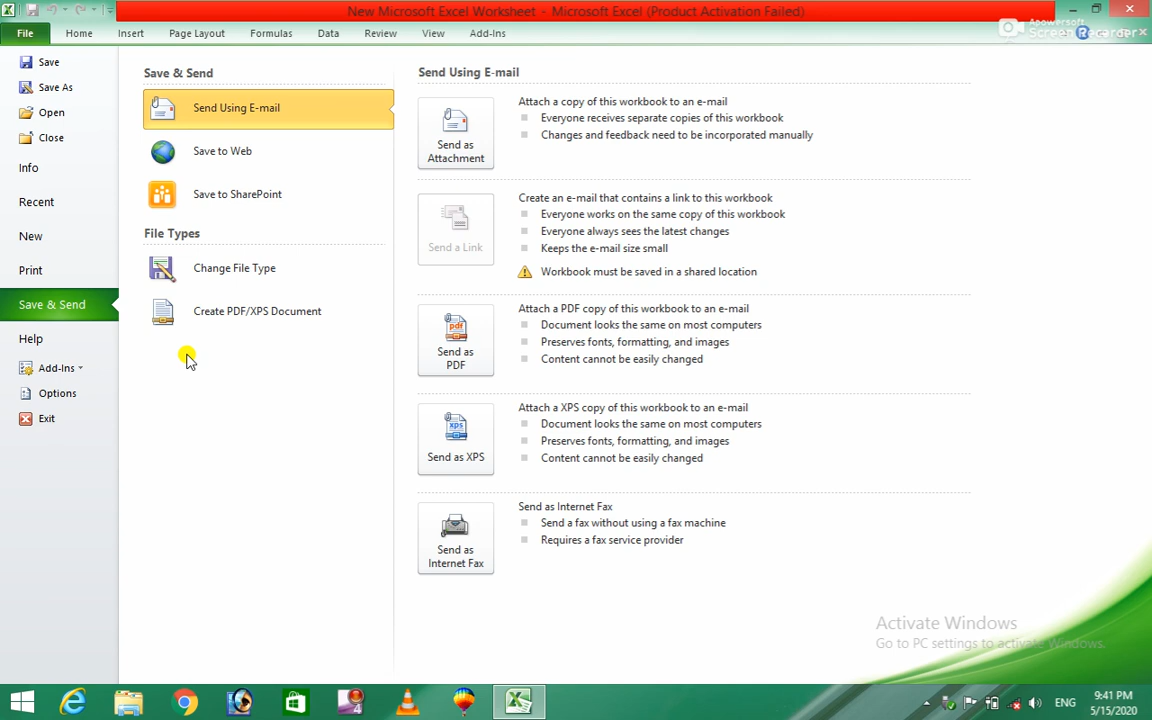 New Microsoft Excel Worksheet - Microsoft Excel (Product Activation Failed)
File Home Insert Page Layout Formulas Data Review View Add-Ins
Apowersoft
Screen Recorder
Save
Save As
Open
Close
Info
Recent
New
Print
Save & Send
Help
Add-Ins
Options
Exit
Save & Send
Send Using E-mail
Save to Web
Save to SharePoint
File Types
Change File Type
Create PDF/XPS Document
Send Using E-mail
Send as
Attachment
Attach a copy of this workbook to an e-mail
Everyone receives separate copies of this workbook
Changes and feedback need to be incorporated manually
Send a Link
Create an e-mail that contains a link to this workbook
Everyone works on the same copy of this workbook
Everyone always sees the latest changes
Keeps the e-mail size small
Workbook must be saved in a shared location
pdf
Send as
PDF
Attach a PDF copy of this workbook to an e-mail
Document looks the same on most computers
Preserves fonts, formatting, and images
Content cannot be easily changed
xps
Send as XPS
Attach a XPS copy of this workbook to an e-mail
Document looks the same on most computers
Preserves fonts, formatting, and images
Content cannot be easily changed
Send as
Internet Fax
Send as Internet Fax
Send a fax without using a fax machine
Requires a fax service provider
Activate Windows
Go to PC settings to activate Windows.
4
ENG
9:41 PM
5/15/2020